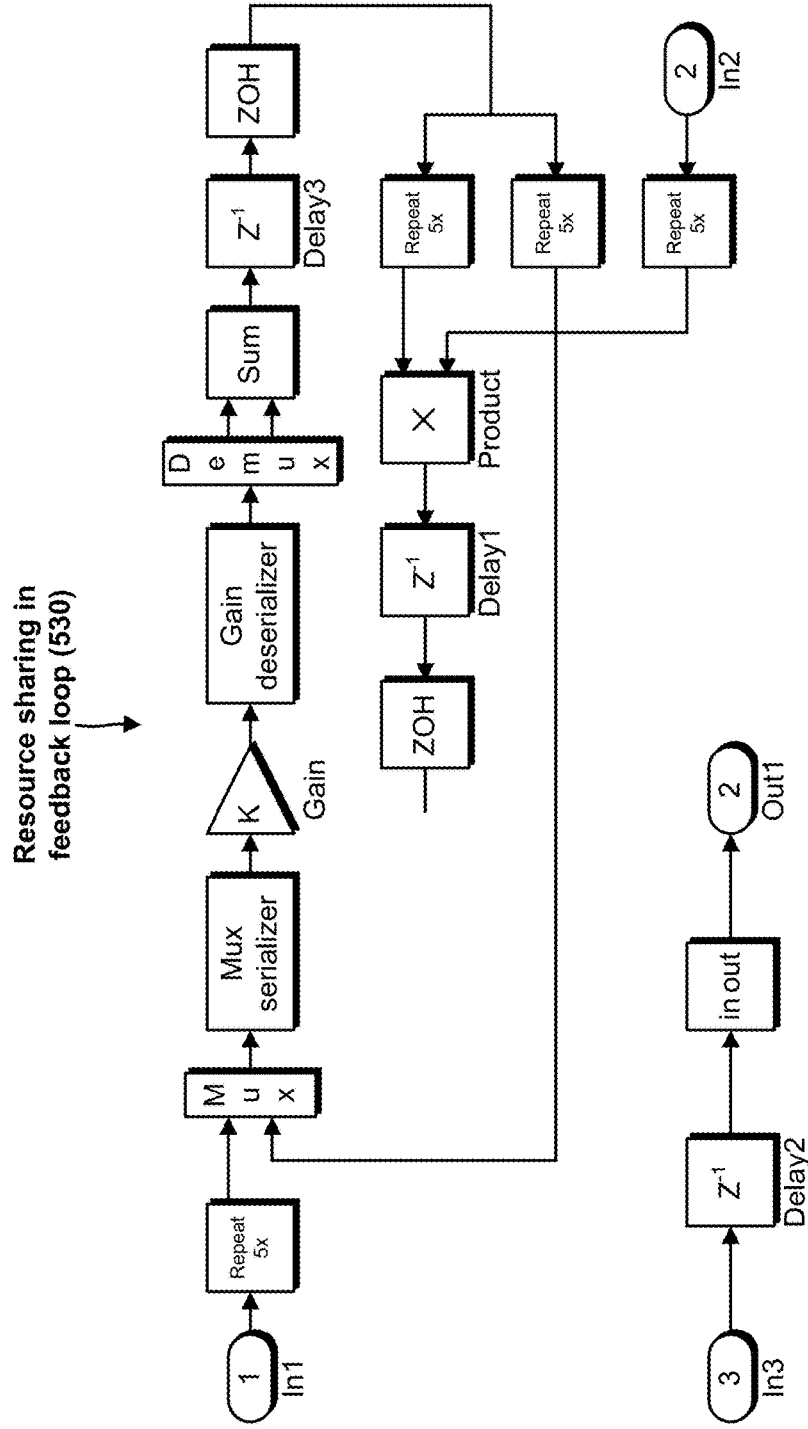 Resource sharing in
feedback loop (530)
1
In1
Repeat
5x
M
u
x
Mux
serializer
K
Gain
Gain
deserializer
D
e
m
u
x
Sum
Z-1
Delay3
ZOH
ZOH
Z-1
Delay1
X
Product
Repeat
5x
Repeat
5x
Repeat
5x
2
In2
3
In3
Z-1
Delay2
in out
2
Out1